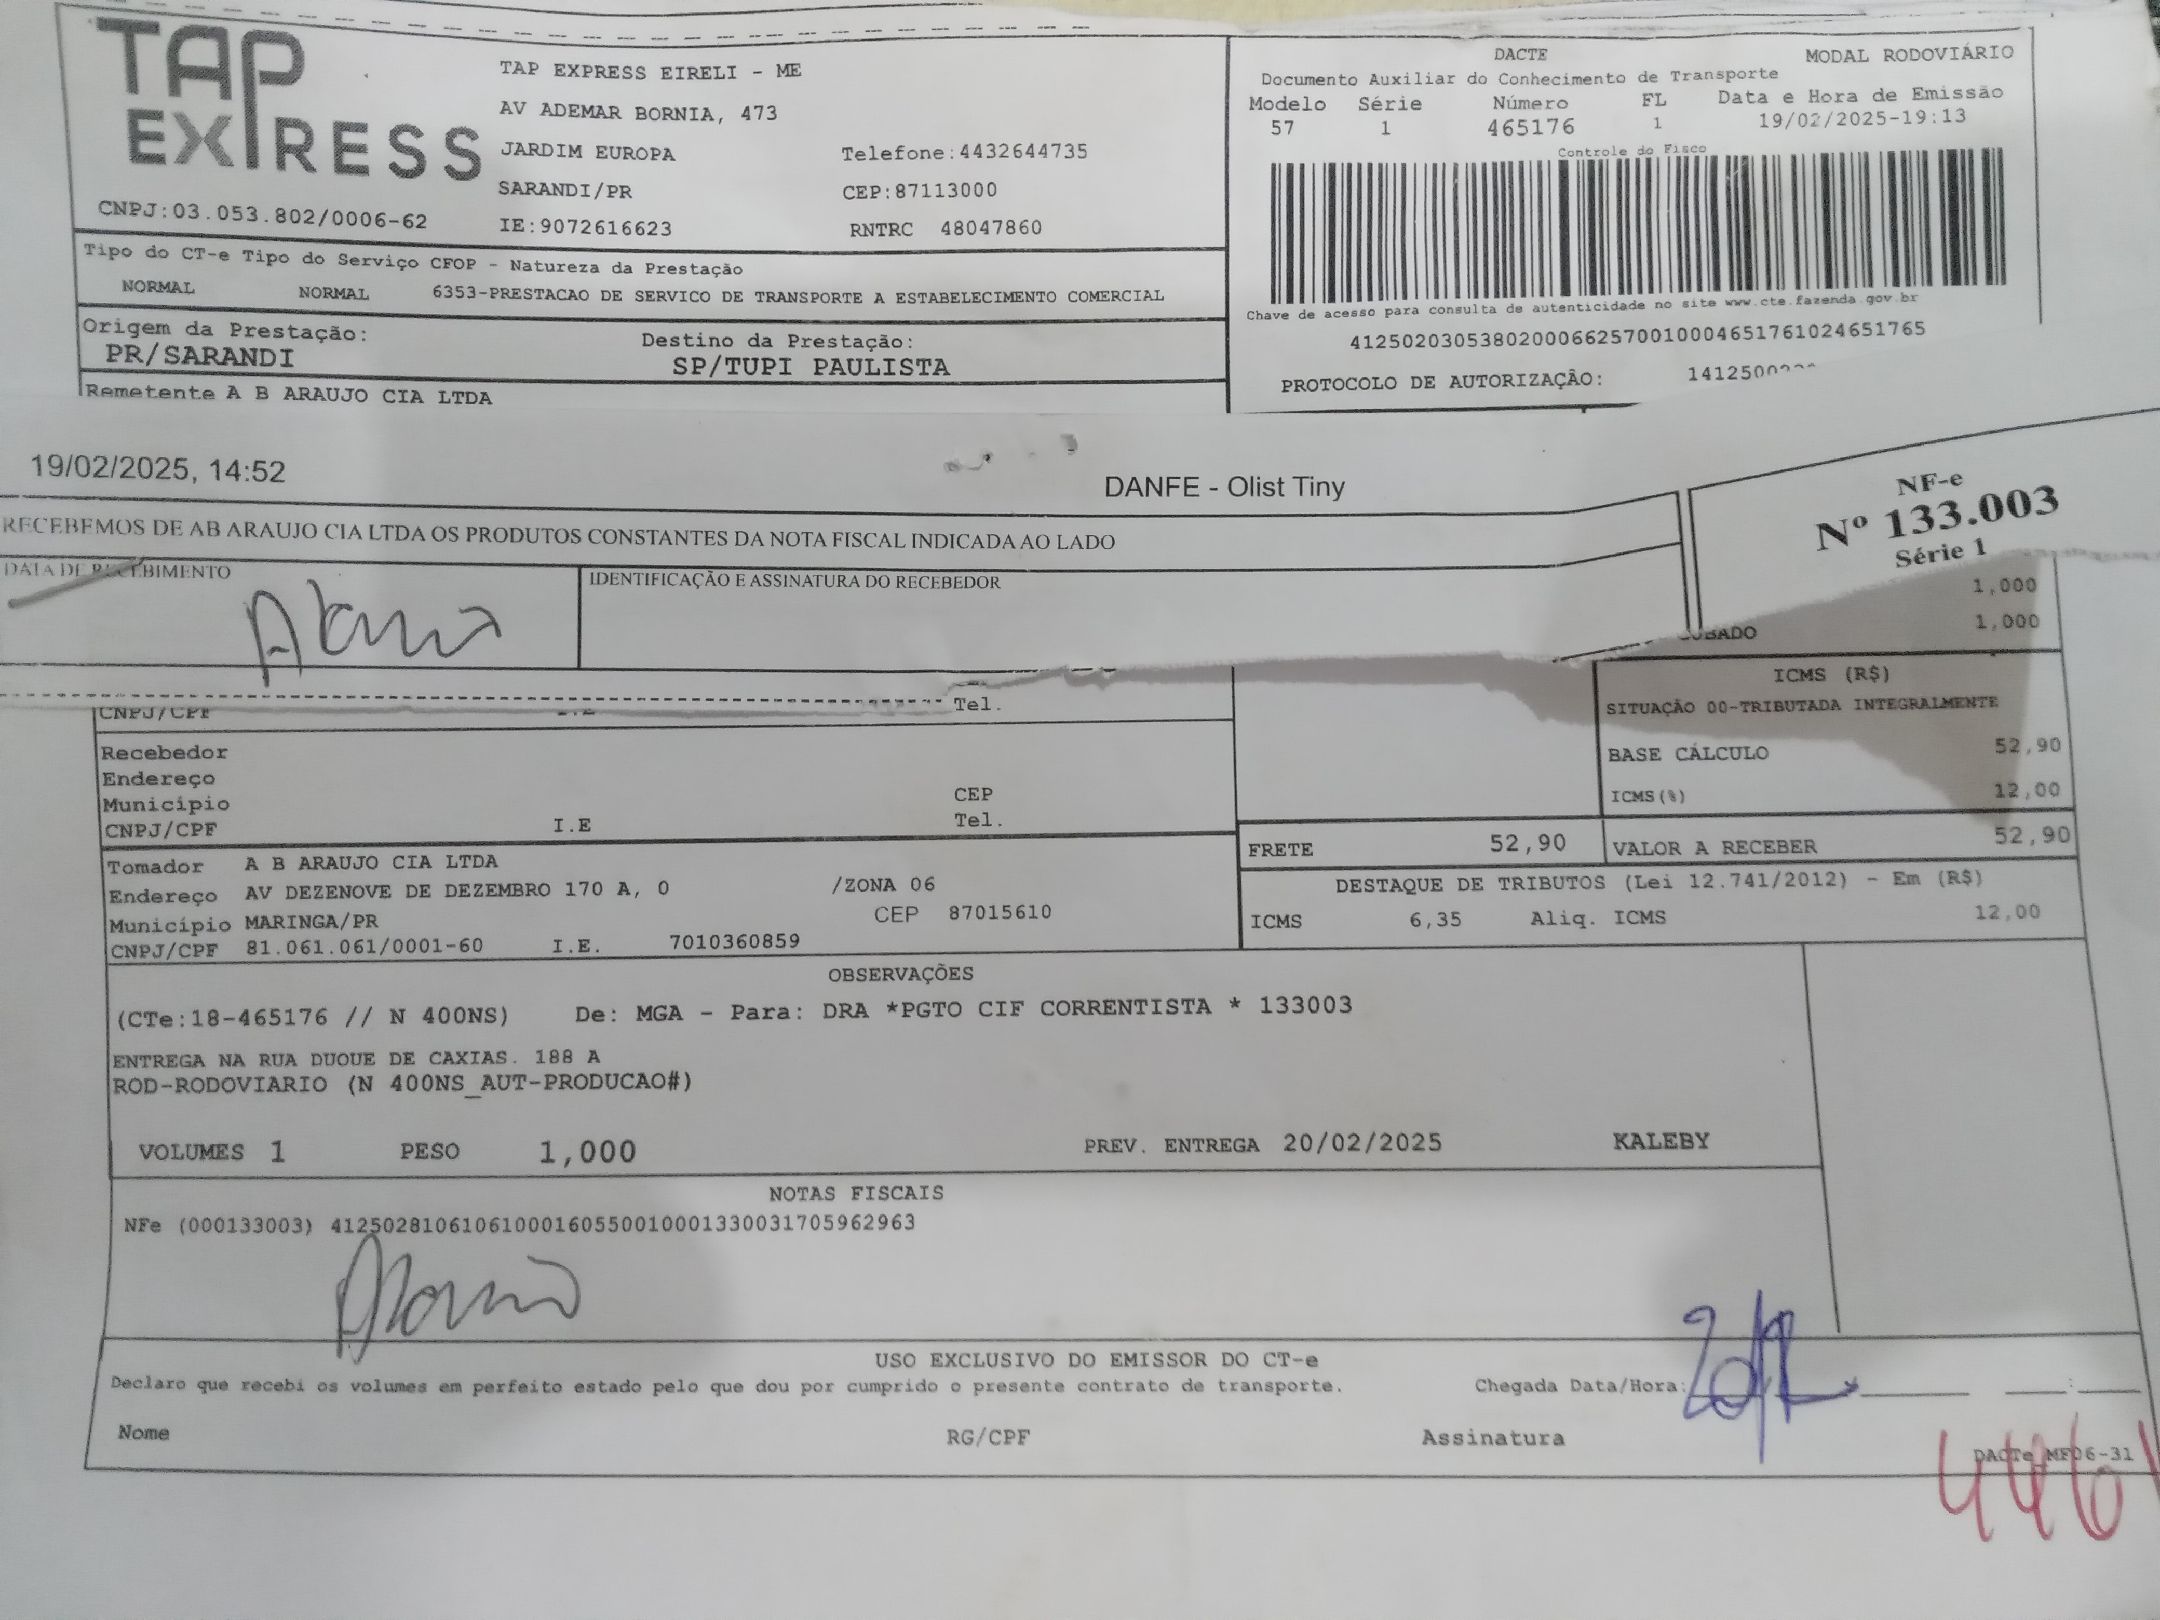 TAP EXPRESS
TAP EXPRESS EIRELI - ME
AV ADEMAR BORNIA, 473
JARDIM EUROPA Telefone:4432644735
SARANDI/PR CEP:87113000
CNPJ:03.053.802/0006-62 IE:9072616623 RNTRC 48047860
DACTE MODAL RODOVIÁRIO
Documento Auxiliar do Conhecimento de Transporte
Modelo Série Número FL Data e Hora de Emissão
57 1 465176 1 19/02/2025-19:13
Controle do Fisco
Chave de acesso para consulta de autenticidade no site www.cte.fazenda.gov.br
41250203053802000662570010004651761024651765
PROTOCOLO DE AUTORIZAÇÃO: 1412500
Tipo do CT-e Tipo do Serviço CFOP - Natureza da Prestação
NORMAL NORMAL 6353-PRESTACAO DE SERVICO DE TRANSPORTE A ESTABELECIMENTO COMERCIAL
Origem da Prestação: Destino da Prestação:
PR/SARANDI SP/TUPI PAULISTA
Remetente A B ARAUJO CIA LTDA
19/02/2025, 14:52 DANFE - Olist Tiny
RECEBEMOS DE AB ARAUJO CIA LTDA OS PRODUTOS CONSTANTES DA NOTA FISCAL INDICADA AO LADO
NF-e
Nº 133.003
Série 1
DATA DE RECEBIMENTO IDENTIFICAÇÃO E ASSINATURA DO RECEBEDOR
1,000
1,000
CNPJ/CPF I.E Tel.
ICMS (R$)
SITUAÇÃO 00-TRIBUTADA INTEGRALMENTE
BASE CÁLCULO 52,90
ICMS(%) 12,00
Recebedor
Endereço
Município CEP
CNPJ/CPF I.E Tel.
FRETE 52,90 VALOR A RECEBER 52,90
Tomador A B ARAUJO CIA LTDA
Endereço AV DEZENOVE DE DEZEMBRO 170 A, 0 /ZONA 06
Município MARINGA/PR CEP 87015610
CNPJ/CPF 81.061.061/0001-60 I.E. 7010360859
DESTAQUE DE TRIBUTOS (Lei 12.741/2012) - Em (R$)
ICMS 6,35 Aliq. ICMS 12,00
OBSERVAÇÕES
(CTe:18-465176 // N 400NS) De: MGA - Para: DRA *PGTO CIF CORRENTISTA * 133003
ENTREGA NA RUA DUQUE DE CAXIAS. 188 A
ROD-RODOVIARIO (N 400NS_AUT-PRODUCAO#)
VOLUMES 1 PESO 1,000 PREV. ENTREGA 20/02/2025 KALEBY
NOTAS FISCAIS
NFe (000133003) 41250281061061000160550010001330031705962963
USO EXCLUSIVO DO EMISSOR DO CT-e
Declaro que recebi os volumes em perfeito estado pelo que dou por cumprido o presente contrato de transporte. Chegada Data/Hora:
Nome RG/CPF Assinatura
DACTe_MF06-31